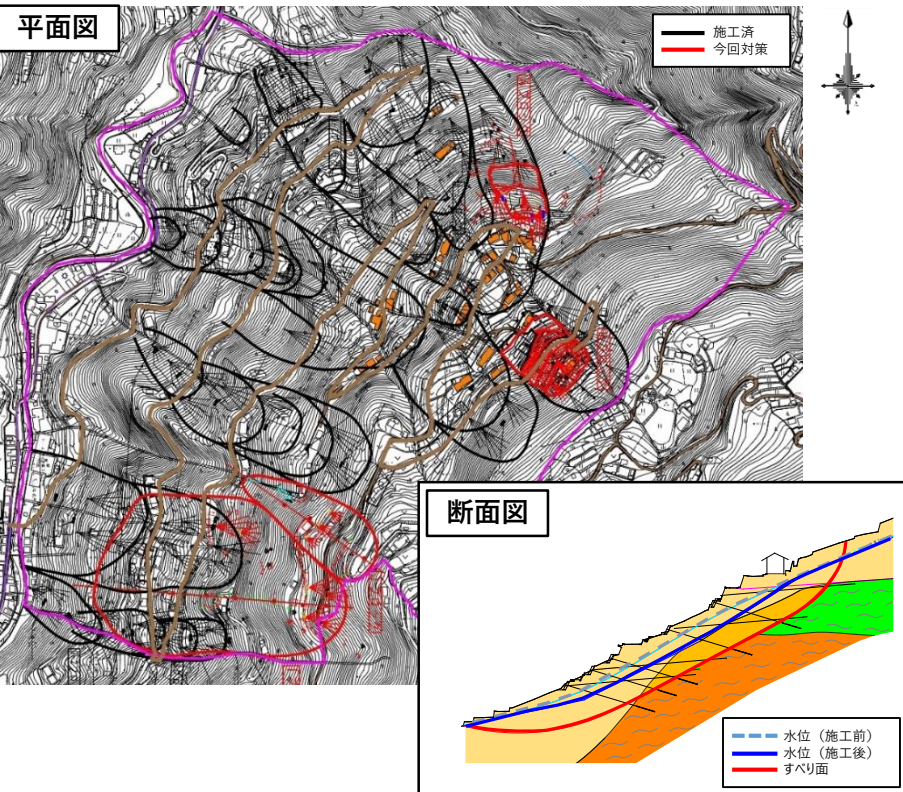 平面図
施工済
今回対策
断面図
水位（施工前）
水位（施工後）
すべり面